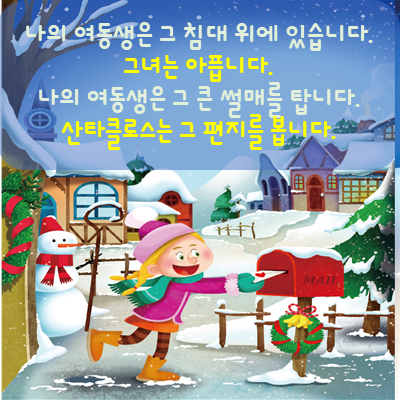 나의 여동생은 그 침대 위에 있습니다.
그녀는 아픕니다.
나의 여동생은 그 큰 썰매를 탑니다.
산타클로스는 그 편지를 봅니다.
MAIL